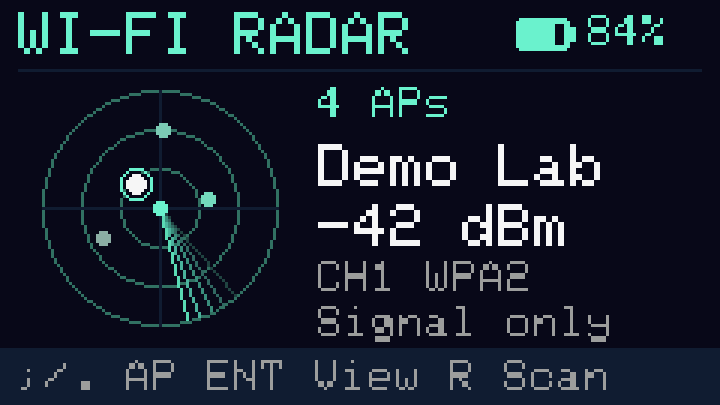 WI-FI RADAR 84%
4 APs
Demo Lab
-42 dBm
CH1 WPA2
Signal only
;/. AP ENT View R Scan